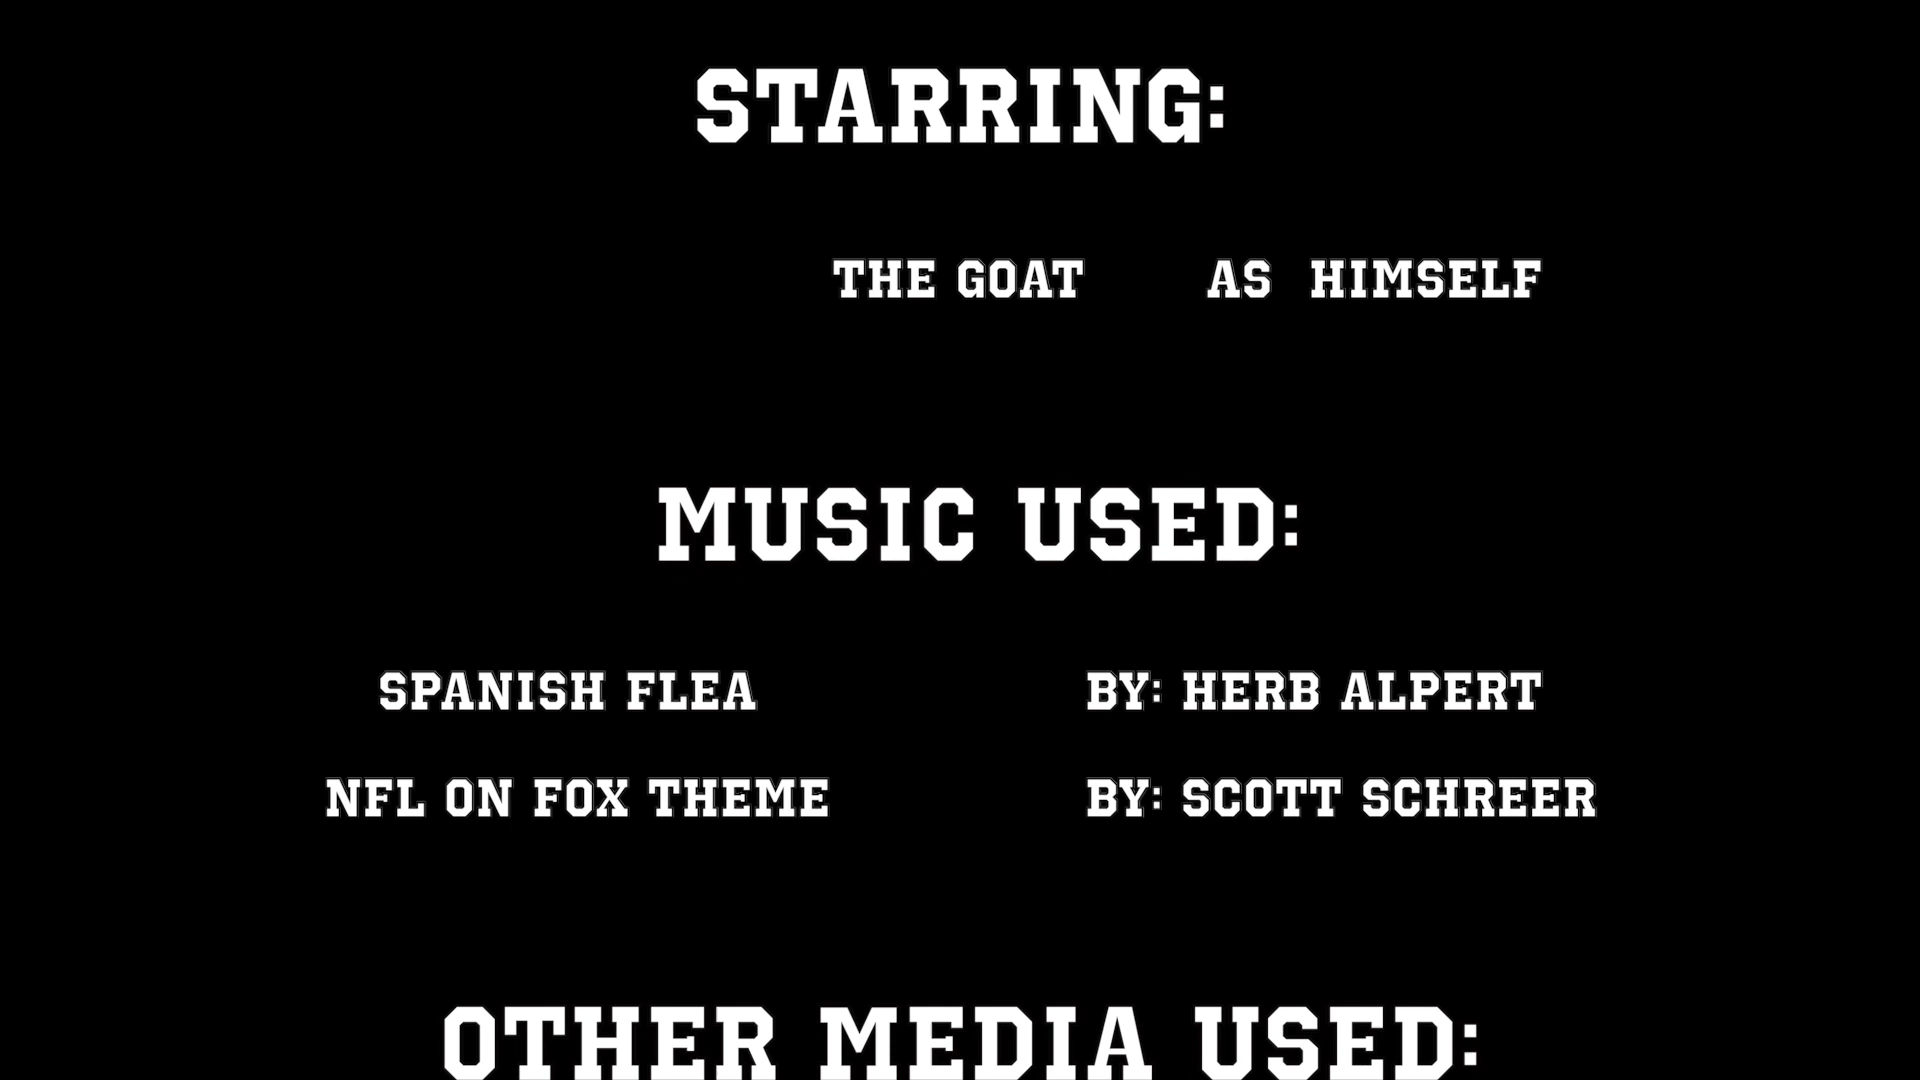 STARRING:
THE GOAT AS HIMSELF
MUSIC USED:
SPANISH FLEA BY: HERB ALPERT
NFL ON FOX THEME BY: SCOTT SCHREER
OTHER MEDIA USED: